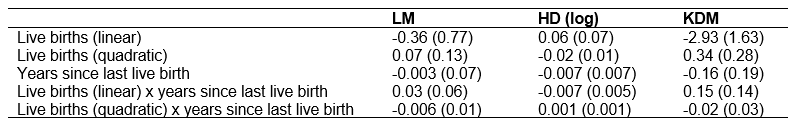 LM HD (log) KDM
Live births (linear) -0.36 (0.77) 0.06 (0.07) -2.93 (1.63)
Live births (quadratic) 0.07 (0.13) -0.02 (0.01) 0.34 (0.28)
Years since last live birth -0.003 (0.07) -0.007 (0.007) -0.16 (0.19)
Live births (linear) x years since last live birth 0.03 (0.06) -0.007 (0.005) 0.15 (0.14)
Live births (quadratic) x years since last live birth -0.006 (0.01) 0.001 (0.001) -0.02 (0.03)